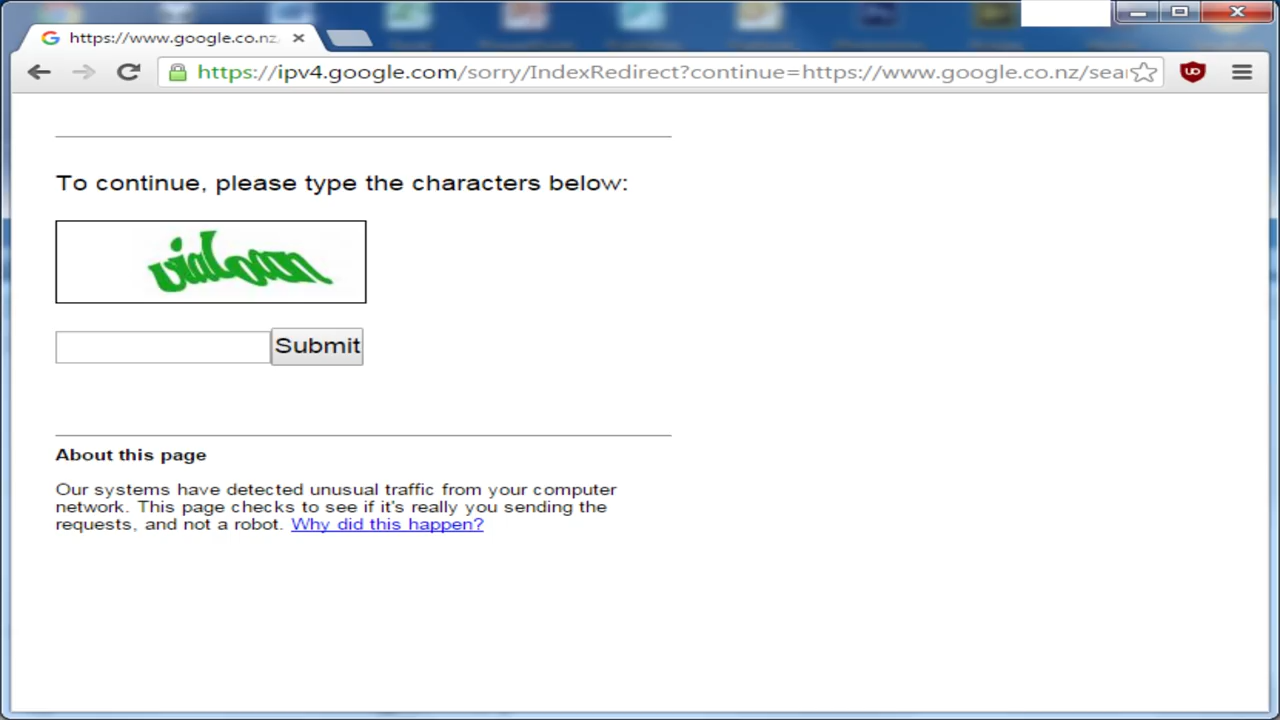 https://www.google.co.nz
https://ipv4.google.com/sorry/IndexRedirect?continue=https://www.google.co.nz/sea
To continue, please type the characters below:
Submit
About this page
Our systems have detected unusual traffic from your computer
network. This page checks to see if it's really you sending the
requests, and not a robot. Why did this happen?